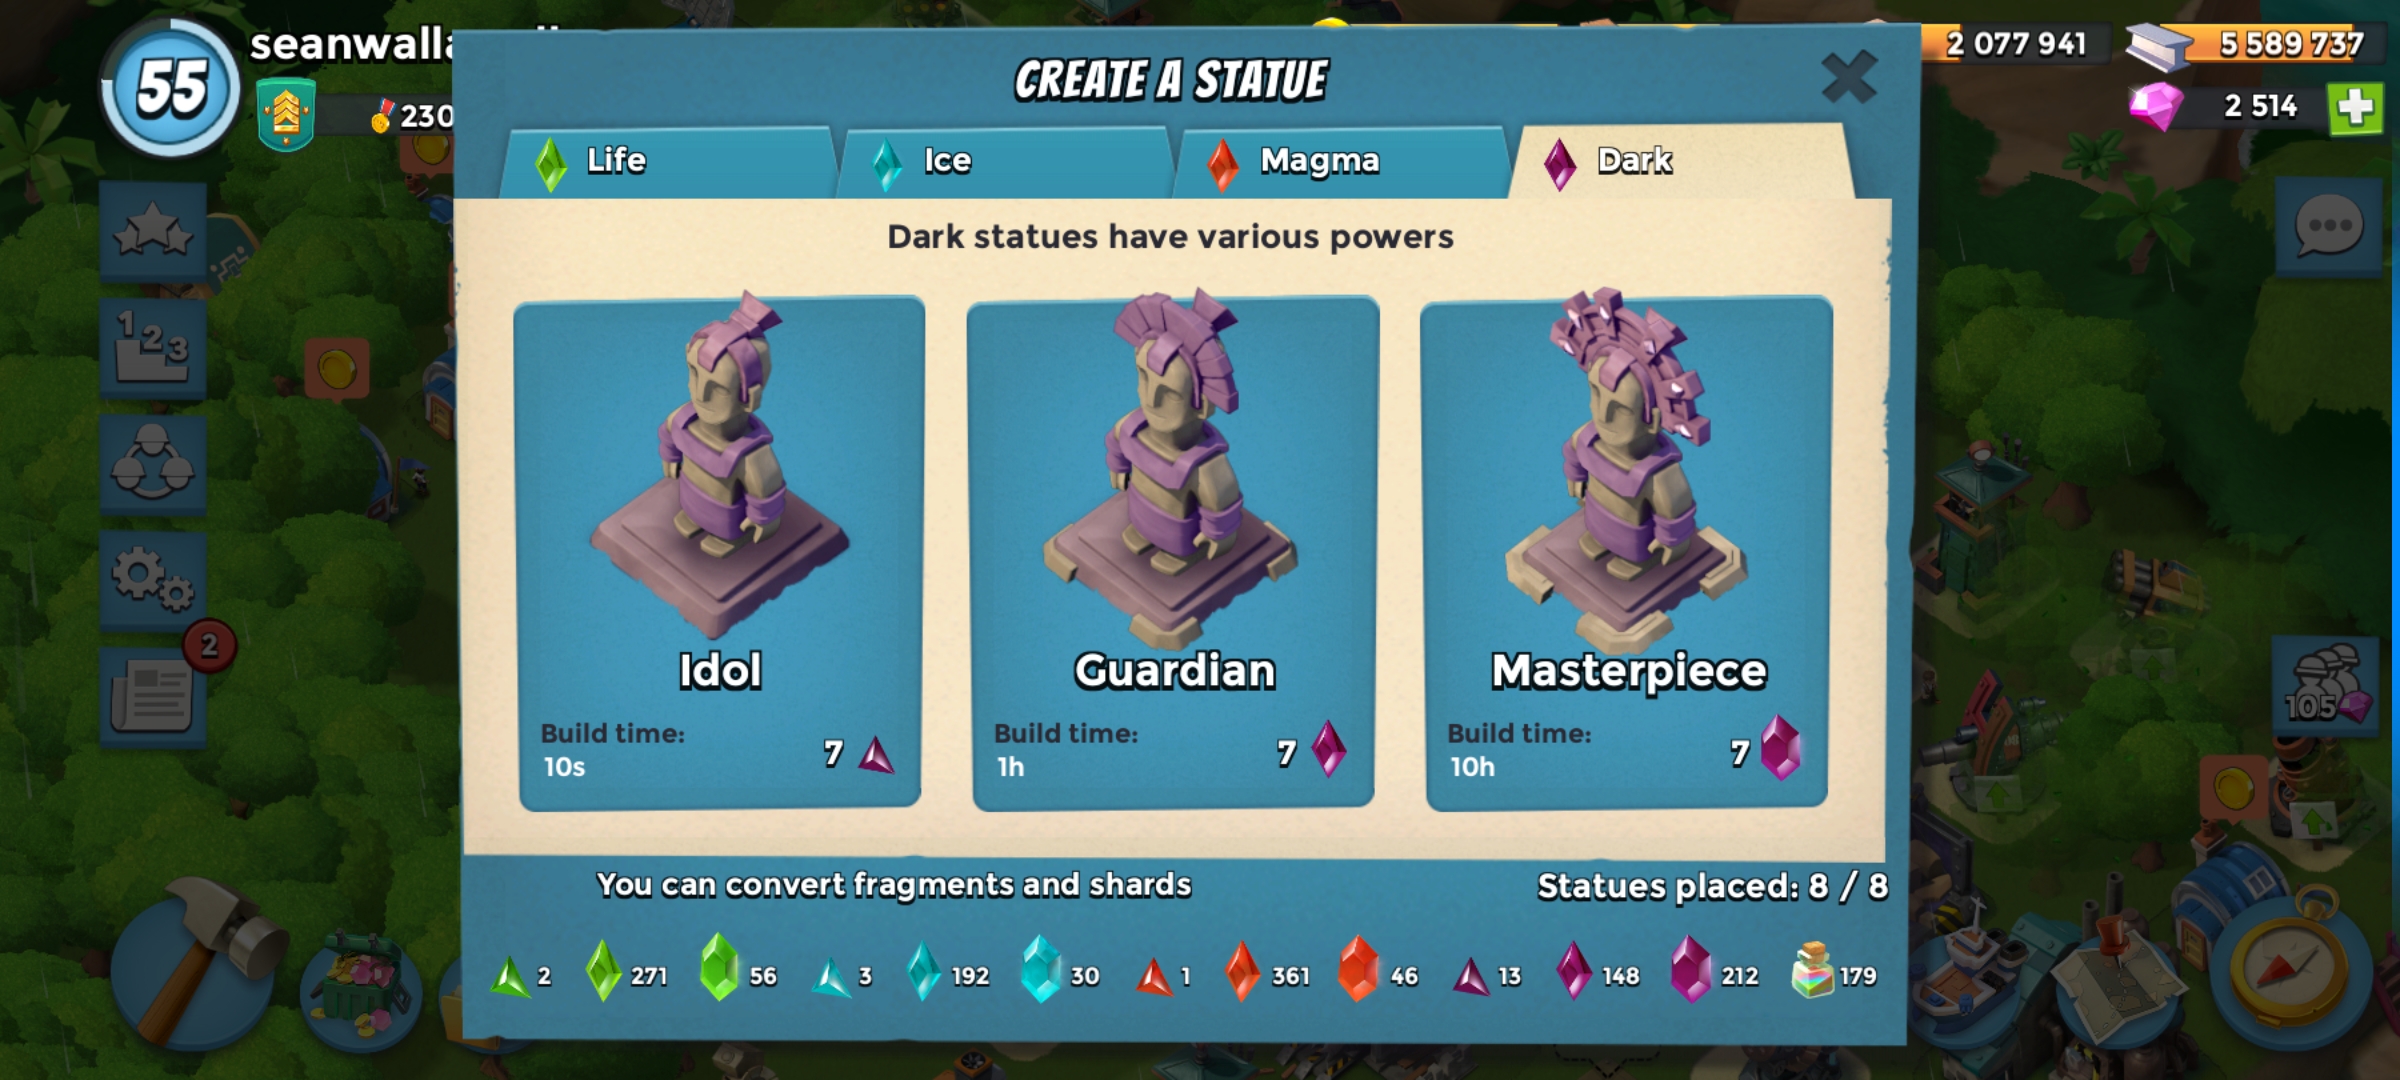 55
230
2 077 941
5 589 737
2 514
CREATE A STATUE
Life
Ice
Magma
Dark
Dark statues have various powers
Idol
Build time:
10s
7
Guardian
Build time:
1h
7
Masterpiece
Build time:
10h
7
You can convert fragments and shards
Statues placed: 8 / 8
2 271 56 3 192 30 1 361 46 13 148 212 179
1 2 3
2
105